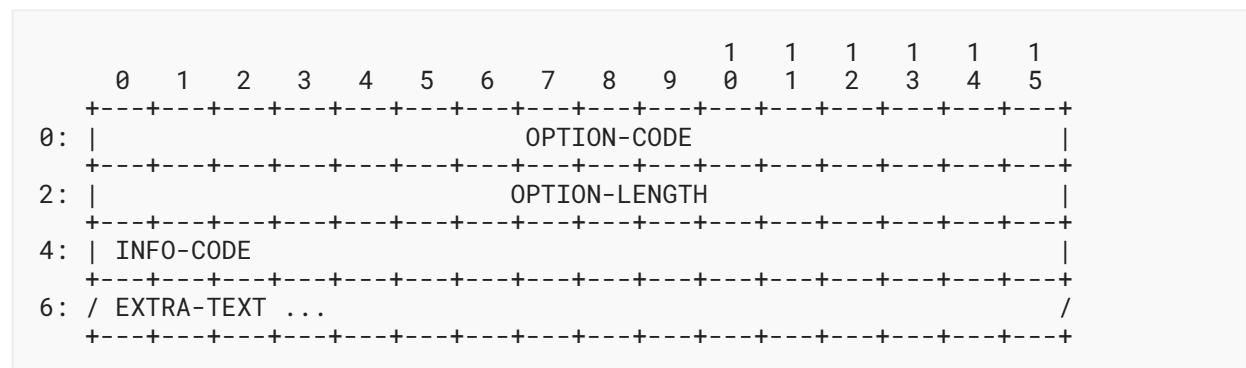 1   1   1   1   1   1
     0   1   2   3   4   5   6   7   8   9   0   1   2   3   4   5
   +---+---+---+---+---+---+---+---+---+---+---+---+---+---+---+---+
0: |                            OPTION-CODE                        |
   +---+---+---+---+---+---+---+---+---+---+---+---+---+---+---+---+
2: |                           OPTION-LENGTH                       |
   +---+---+---+---+---+---+---+---+---+---+---+---+---+---+---+---+
4: | INFO-CODE                                                     |
   +---+---+---+---+---+---+---+---+---+---+---+---+---+---+---+---+
6: / EXTRA-TEXT ...                                                /
   +---+---+---+---+---+---+---+---+---+---+---+---+---+---+---+---+